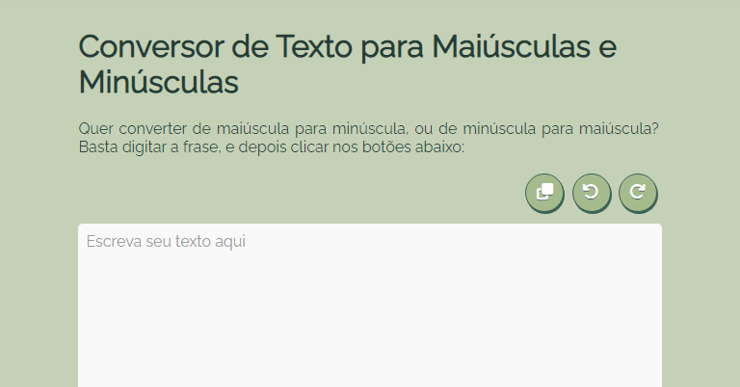 Conversor de Texto para Maiúsculas e
Minúsculas
Quer converter de maiúscula para minúscula, ou de minúscula para maiúscula?
Basta digitar a frase, e depois clicar nos botões abaixo:
Escreva seu texto aqui